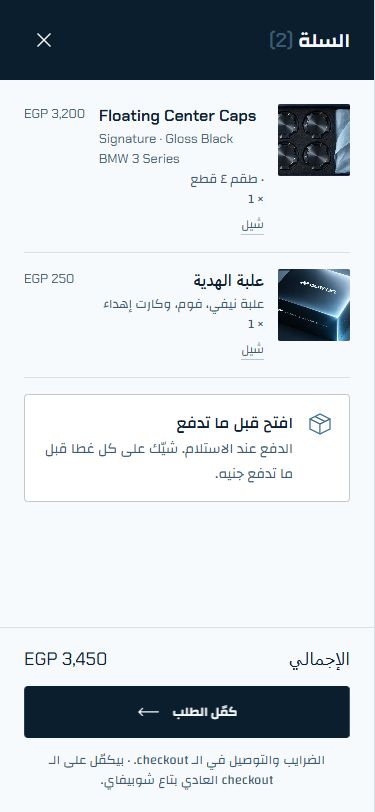 السلة (2)
Floating Center Caps
EGP 3,200
Signature · Gloss Black
BMW 3 Series
· طقم ٤ قطع
× 1
شيل
علبة الهدية
EGP 250
علبة نيفي، فوم، وكارت إهداء
× 1
شيل
افتح قبل ما تدفع
الدفع عند الاستلام. شيّك على كل غطا قبل
ما تدفع جنيه.
الإجمالي
EGP 3,450
كمّل الطلب
الضرايب والتوصيل في الـ checkout. · بيكمّل على الـ
checkout العادي بتاع شوبيفاي.